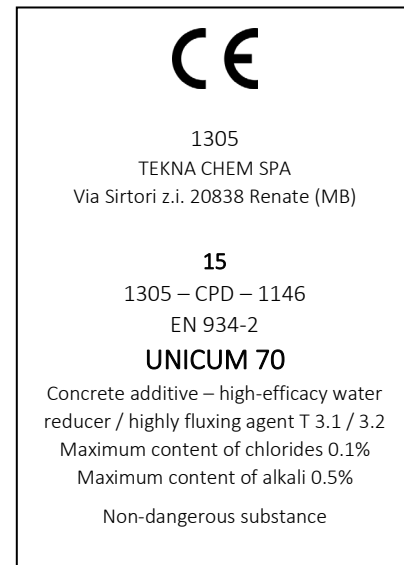 CE
1305
TEKNA CHEM SPA
Via Sirtori z.i. 20838 Renate (MB)
15
1305 – CPD – 1146
EN 934-2
UNICUM 70
Concrete additive – high-efficacy water
reducer / highly fluxing agent T 3.1 / 3.2
Maximum content of chlorides 0.1%
Maximum content of alkali 0.5%
Non-dangerous substance